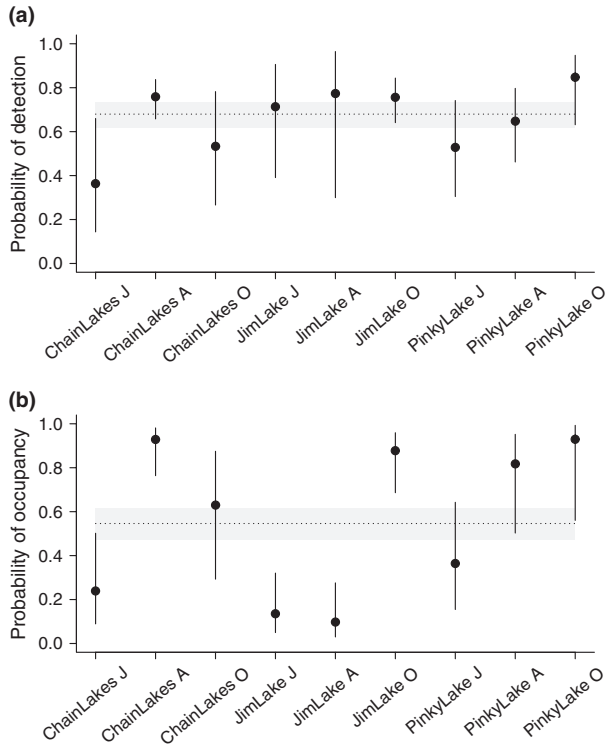 (a)
Probability of detection
1.0
0.8
0.6
0.4
0.2
0.0
ChainLakes J
ChainLakes A
ChainLakes O
JimLake J
JimLake A
JimLake O
PinkyLake J
PinkyLake A
PinkyLake O
(b)
Probability of occupancy
1.0
0.8
0.6
0.4
0.2
0.0
ChainLakes J
ChainLakes A
ChainLakes O
JimLake J
JimLake A
JimLake O
PinkyLake J
PinkyLake A
PinkyLake O